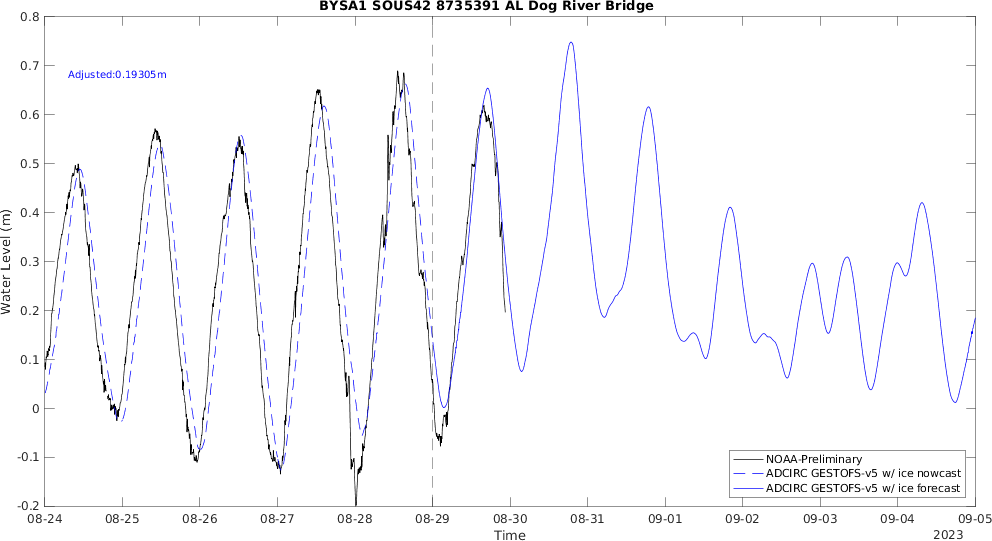 BYSA1 SOUS42 8735391 AL Dog River Bridge
Adjusted:0.19305m
Water Level (m)
0.8
0.7
0.6
0.5
0.4
0.3
0.2
0.1
0
-0.1
-0.2
NOAA-Preliminary
ADCIRC GESTOFS-v5 w/ ice nowcast
ADCIRC GESTOFS-v5 w/ ice forecast
08-24 08-25 08-26 08-27 08-28 08-29 08-30 08-31 09-01 09-02 09-03 09-04 09-05
Time
2023